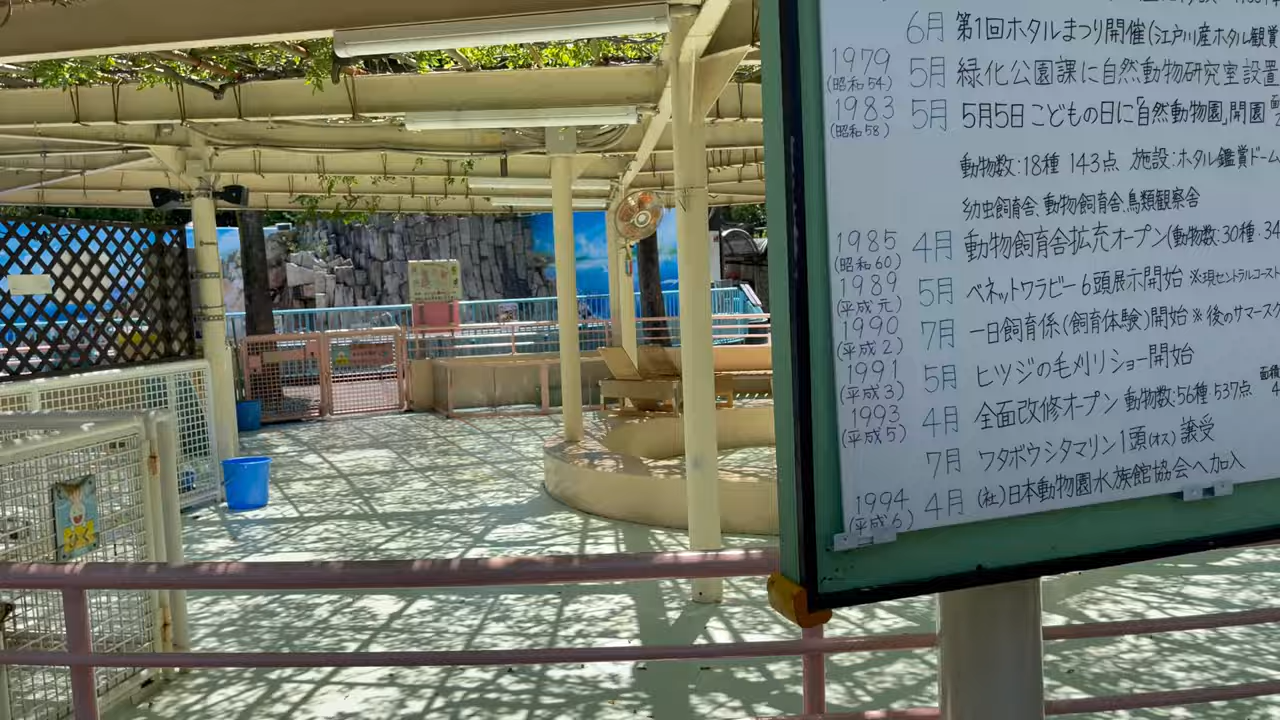 6月 第1回ホタルまつり開催(江戸川産ホタル観賞
1979 5月 緑化公園課に自然動物研究室設置
(昭和54)
1983 5月 5月5日こどもの日に「自然動物園」開園
(昭和58)
動物数:18種 143点 施設:ホタル鑑賞ドーム
幼虫飼育舎、動物飼育舎、鳥類観察舎
1985 4月 動物飼育舎拡充オープン(動物数:30種・34
(昭和60)
1989 5月 ベネットワラビー6頭展示開始 ※現セントラルコースト
(平成元)
1990 7月 一日飼育係(飼育体験)開始 ※後のサマースク
(平成2)
1991 5月 ヒツジの毛刈りショー開始
(平成3)
1993 4月 全面改修オープン 動物数:56種 537点 面積
(平成5)
7月 ワタボウシタマリン1頭(オス)譲受
1994 4月 (社)日本動物園水族館協会へ加入
(平成6)